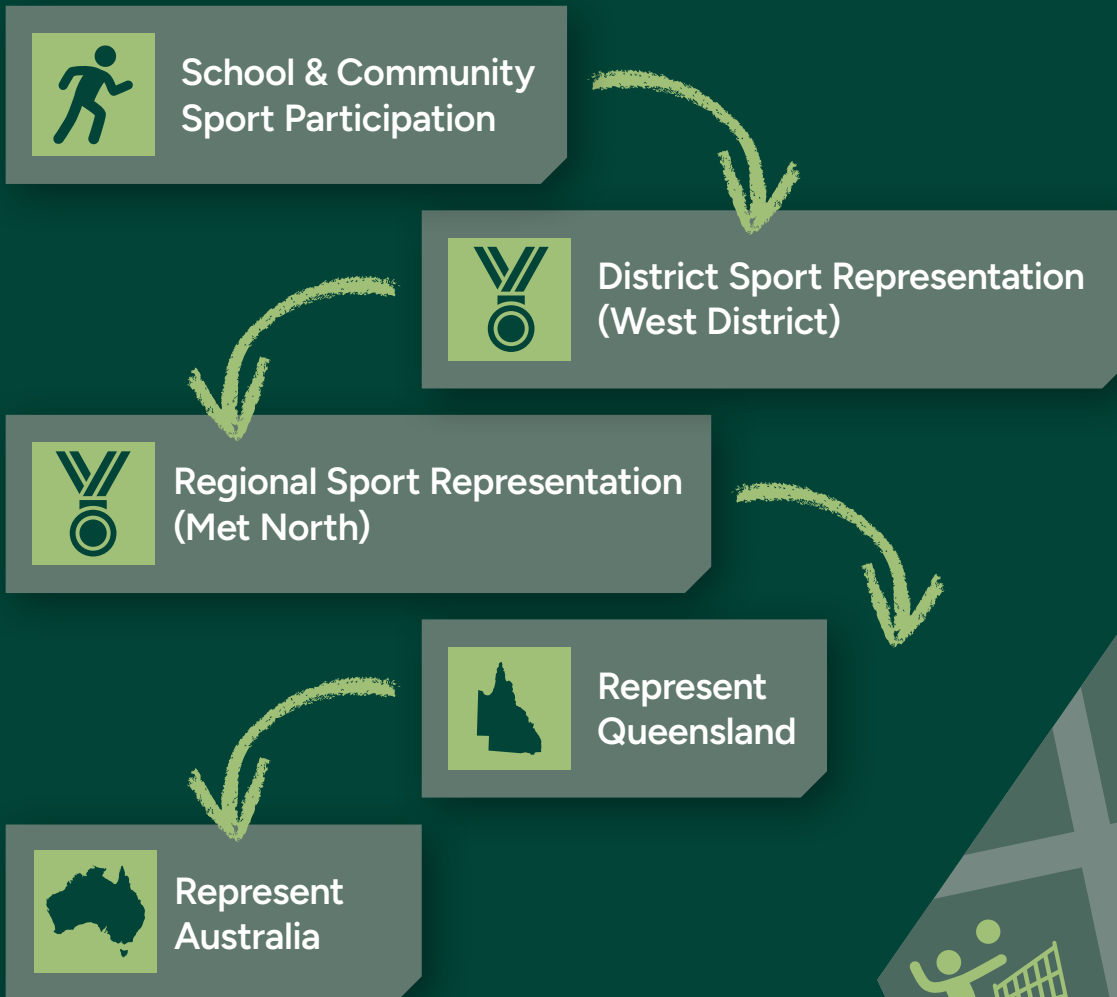 School & Community
Sport Participation
District Sport Representation
(West District)
Regional Sport Representation
(Met North)
Represent
Queensland
Represent
Australia